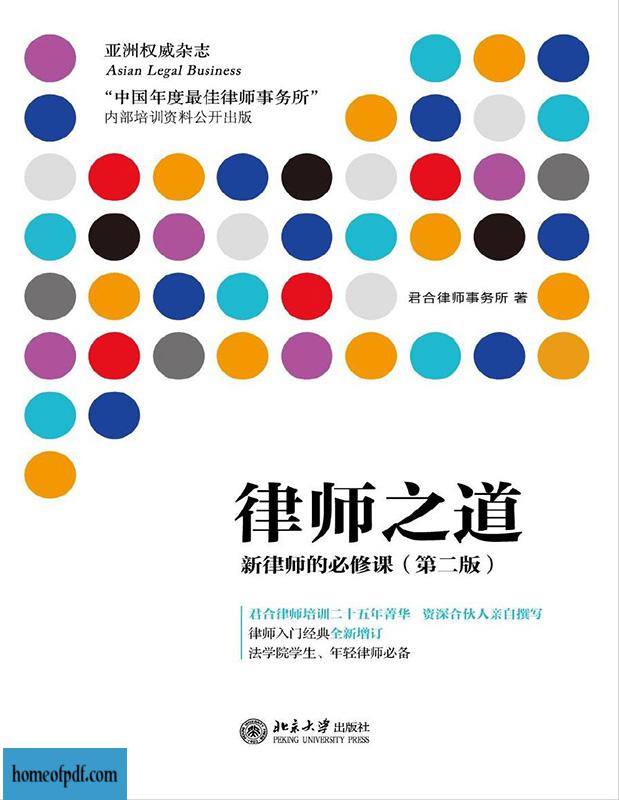 亚洲权威杂志
Asian Legal Business
“中国年度最佳律师事务所”
内部培训资料公开出版
君合律师事务所 著
律师之道
新律师的必修课（第二版）
君合律师培训二十五年菁华 资深合伙人亲自撰写
律师入门经典全新增订
法学院学生、年轻律师必备
北京大学出版社
PEKING UNIVERSITY PRESS
homeofpdf.com